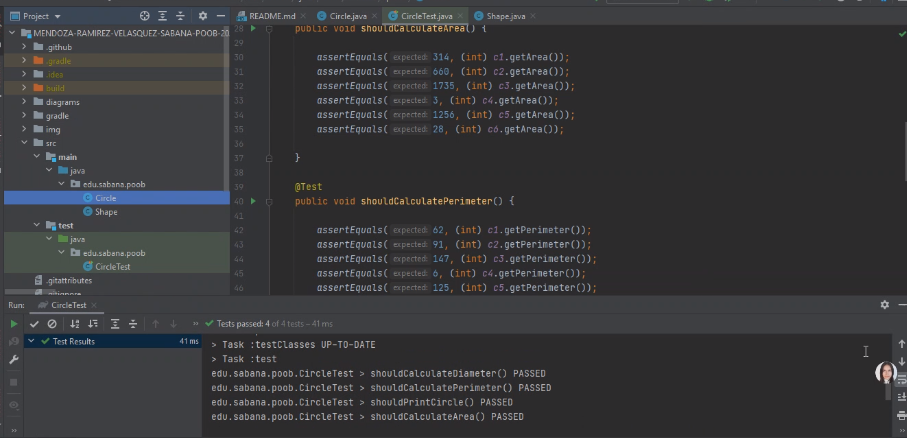 Project
README.md
Circle.java
CircleTest.java
Shape.java
MENDOZA-RAMIREZ-VELASQUEZ-SABANA-POOB-202
.github
.gradle
.idea
build
diagrams
gradle
img
src
main
java
edu.sabana.poob
Circle
Shape
test
java
edu.sabana.poob
CircleTest
.gitattributes
.gitignore
28 public void shouldCalculateArea() {
29
30 assertEquals( expected: 314, (int) c1.getArea());
31 assertEquals( expected: 660, (int) c2.getArea());
32 assertEquals( expected: 1735, (int) c3.getArea());
33 assertEquals( expected: 3, (int) c4.getArea());
34 assertEquals( expected: 1256, (int) c5.getArea());
35 assertEquals( expected: 28, (int) c6.getArea());
36
37 }
38
39 @Test
40 public void shouldCalculatePerimeter() {
41
42 assertEquals( expected: 62, (int) c1.getPerimeter());
43 assertEquals( expected: 91, (int) c2.getPerimeter());
44 assertEquals( expected: 147, (int) c3.getPerimeter());
45 assertEquals( expected: 6, (int) c4.getPerimeter());
46 assertEquals( expected: 125, (int) c5.getPerimeter());
Run: CircleTest
Tests passed: 4 of 4 tests – 41 ms
Test Results 41 ms
> Task :testClasses UP-TO-DATE
> Task :test
edu.sabana.poob.CircleTest > shouldCalculateDiameter() PASSED
edu.sabana.poob.CircleTest > shouldCalculatePerimeter() PASSED
edu.sabana.poob.CircleTest > shouldPrintCircle() PASSED
edu.sabana.poob.CircleTest > shouldCalculateArea() PASSED